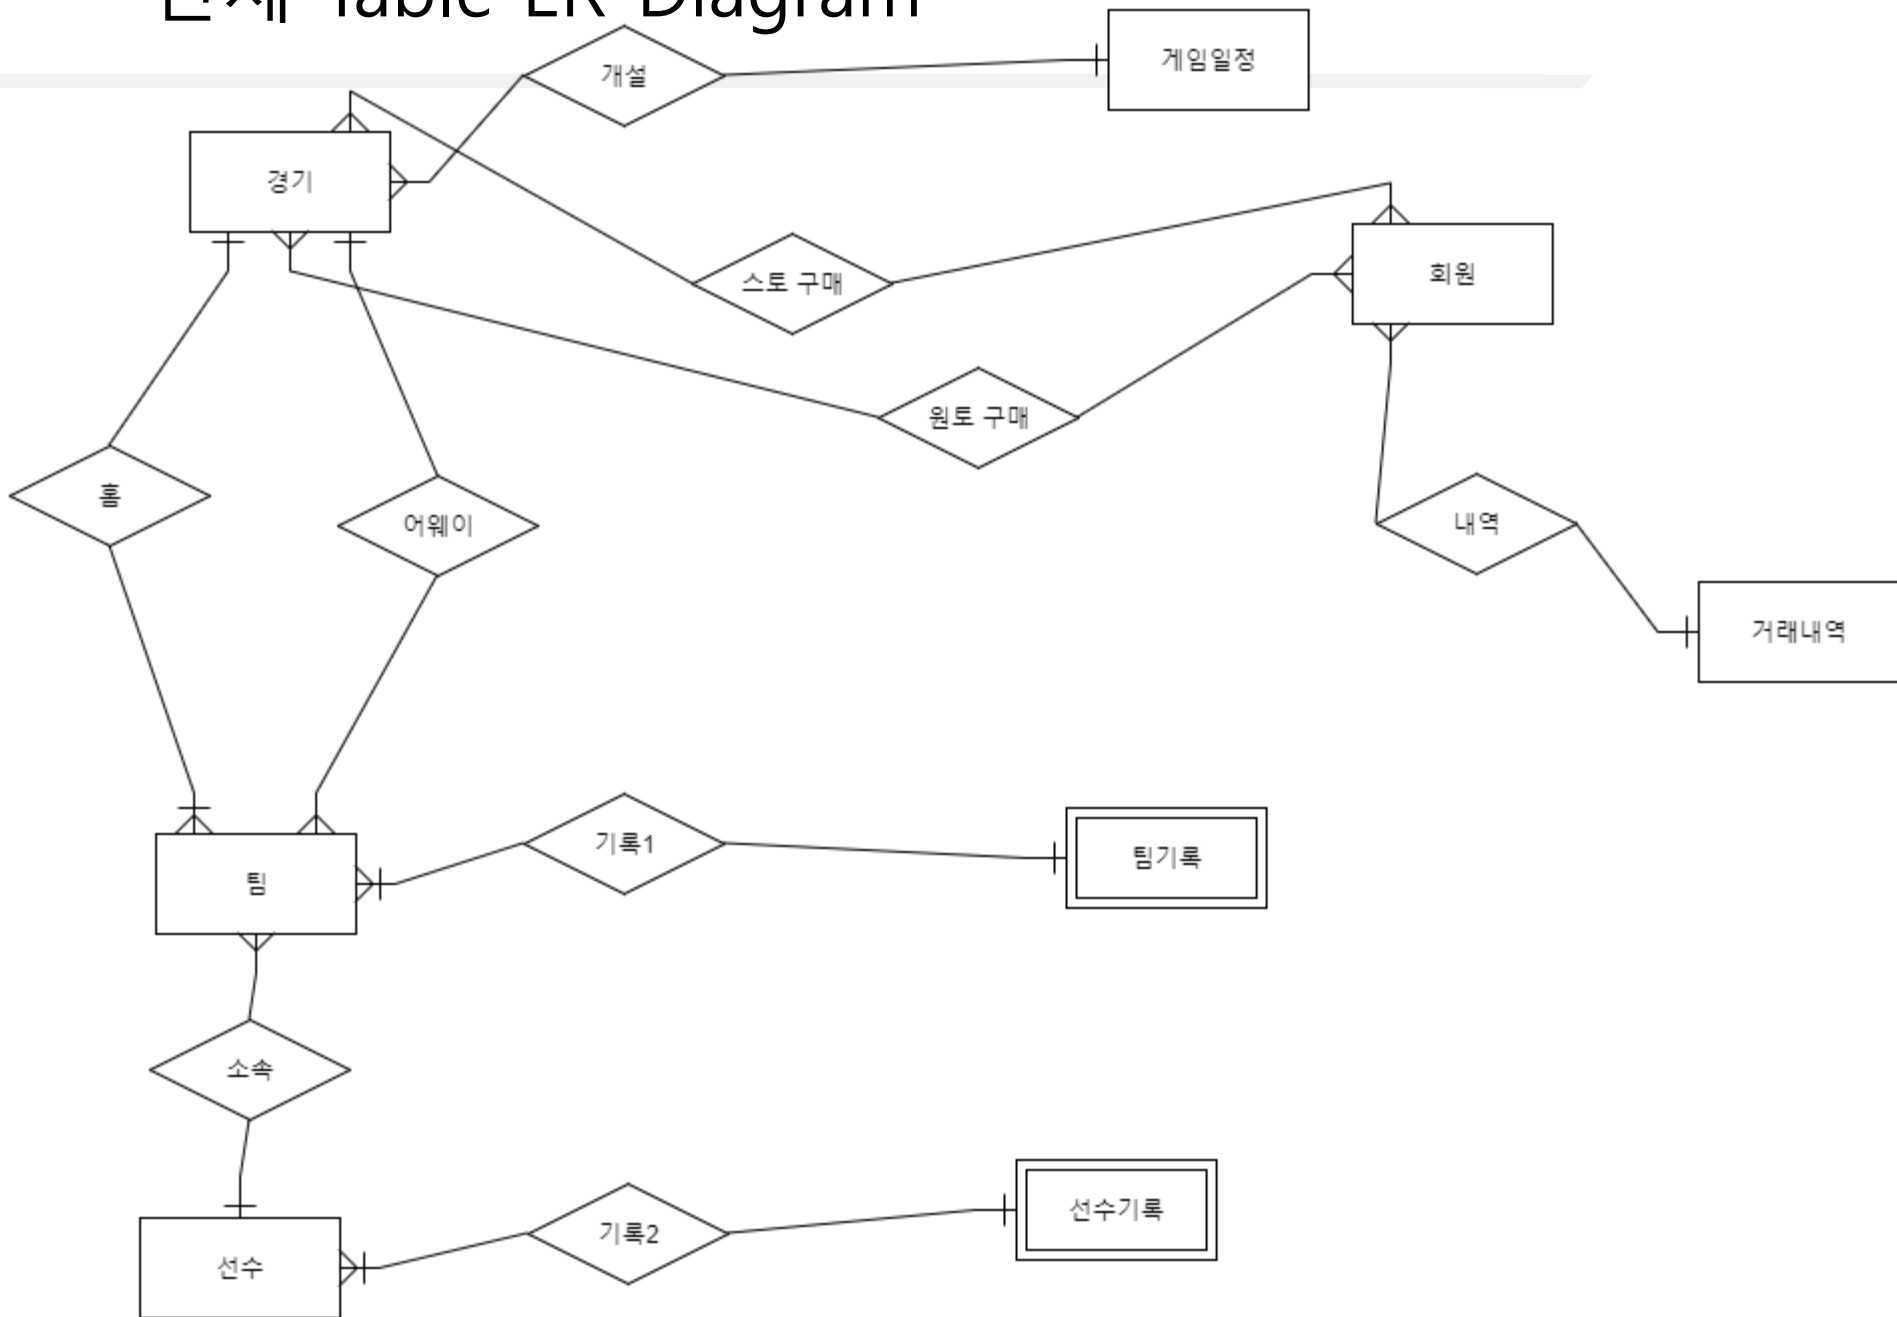 Table ER Diagram
개설
게임일정
경기
스토 구매
회원
원토 구매
홈
어웨이
내역
거래내역
기록1
팀기록
팀
소속
선수기록
기록2
선수